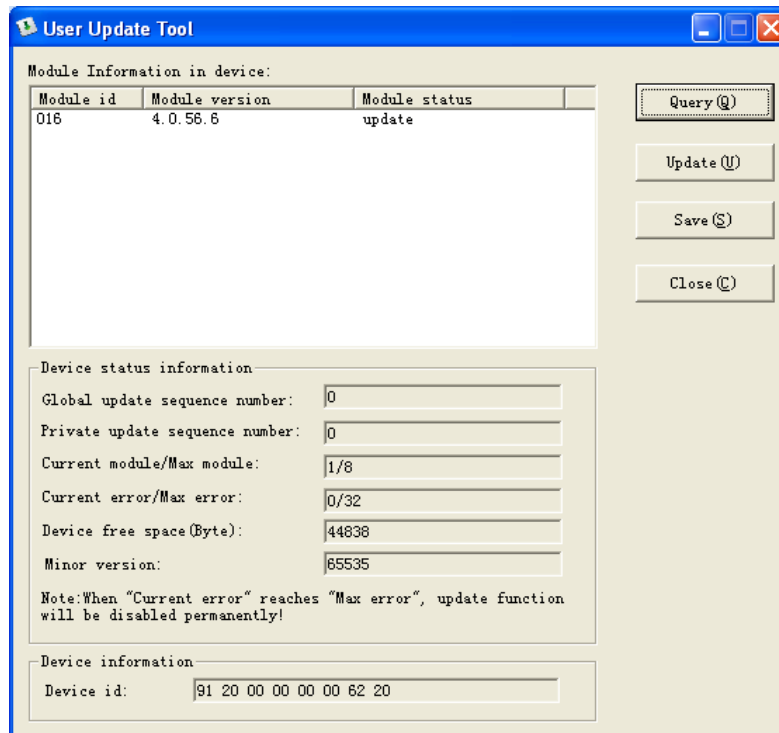 User Update Tool
Module Information in device:
Module id Module version Module status
016 4.0.56.6 update
Query(Q)
Update(U)
Save(S)
Close(C)
Device status information
Global update sequence number: 0
Private update sequence number: 0
Current module/Max module: 1/8
Current error/Max error: 0/32
Device free space(Byte): 44838
Minor version: 65535
Note:When "Current error" reaches "Max error", update function
will be disabled permanently!
Device information
Device id: 91 20 00 00 00 00 62 20